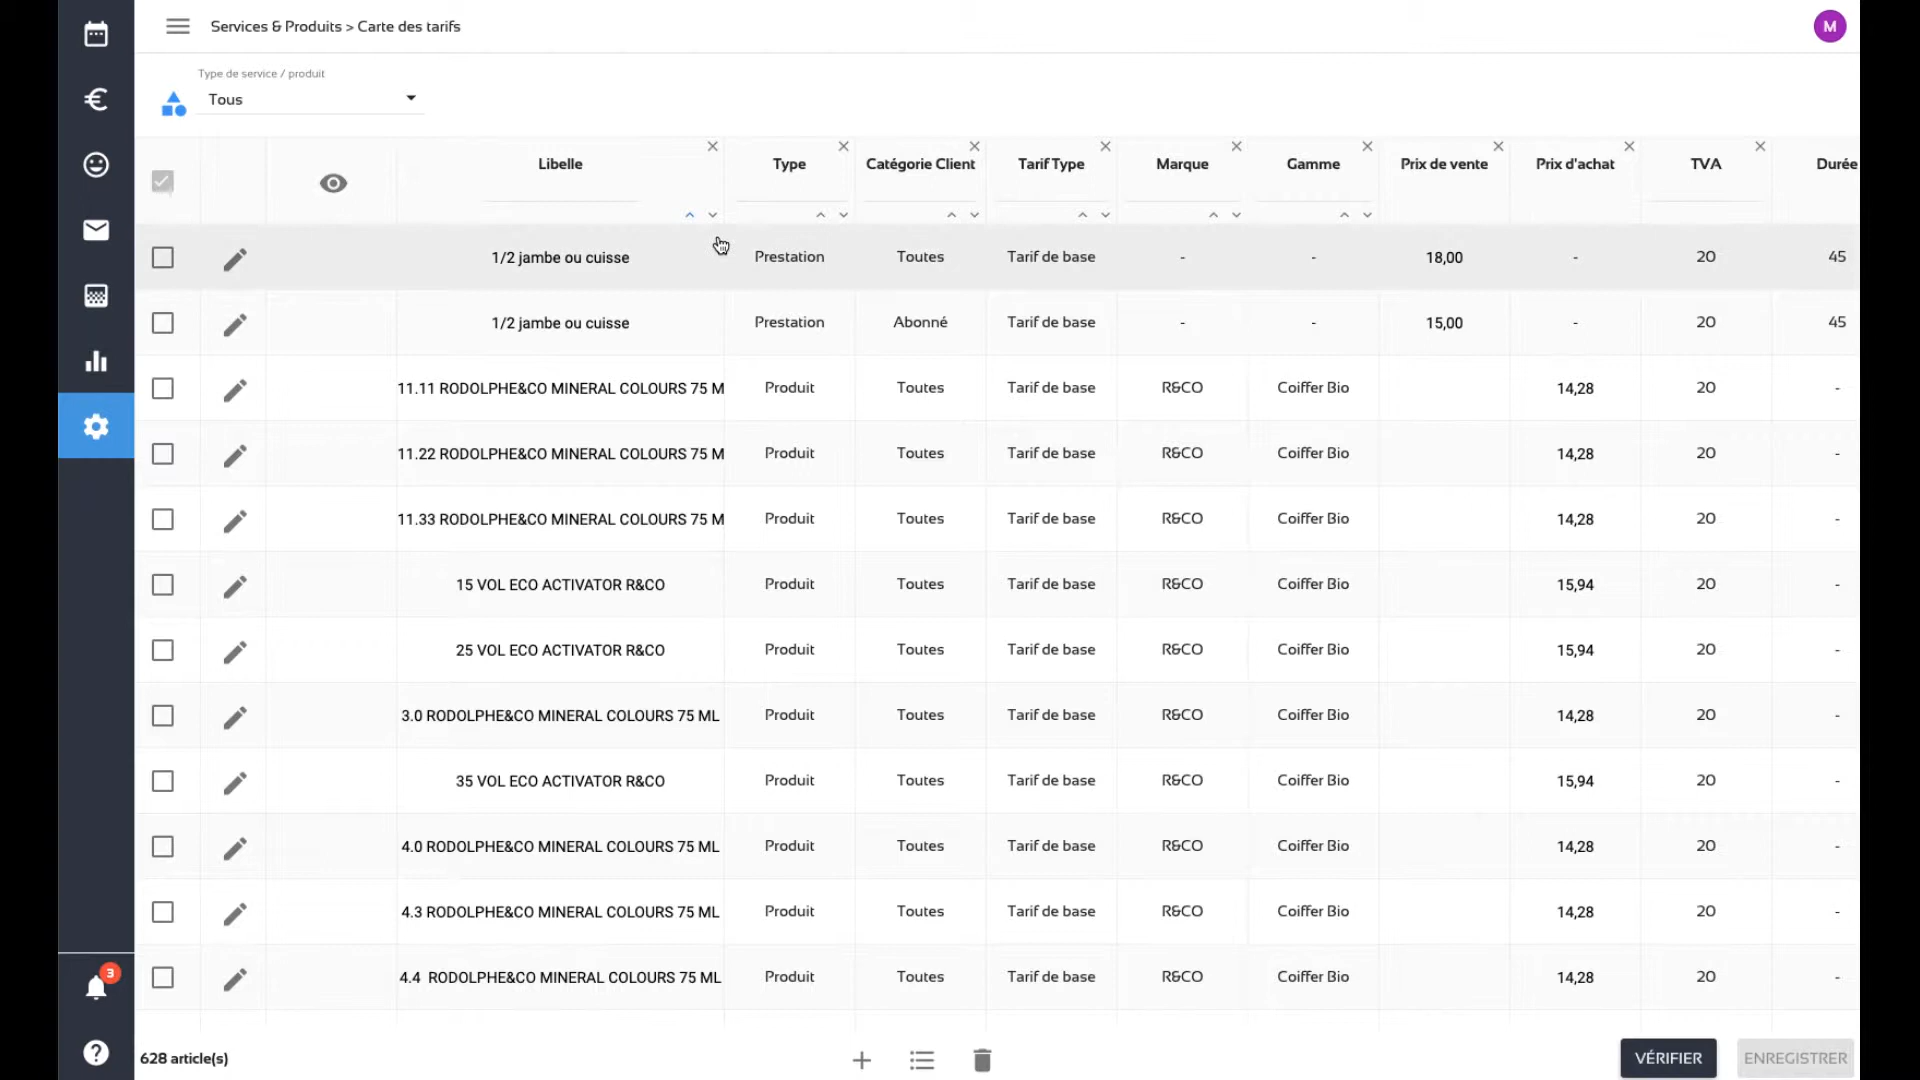 Services & Produits > Carte des tarifs
M
Type de service / produit
Tous
Libelle Type Catégorie Client Tarif Type Marque Gamme Prix de vente Prix d'achat TVA Durée
1/2 jambe ou cuisse Prestation Toutes Tarif de base - - 18,00 - 20 45
1/2 jambe ou cuisse Prestation Abonné Tarif de base - - 15,00 - 20 45
11.11 RODOLPHE&CO MINERAL COLOURS 75 M Produit Toutes Tarif de base R&CO Coiffer Bio 14,28 20 -
11.22 RODOLPHE&CO MINERAL COLOURS 75 M Produit Toutes Tarif de base R&CO Coiffer Bio 14,28 20 -
11.33 RODOLPHE&CO MINERAL COLOURS 75 M Produit Toutes Tarif de base R&CO Coiffer Bio 14,28 20 -
15 VOL ECO ACTIVATOR R&CO Produit Toutes Tarif de base R&CO Coiffer Bio 15,94 20 -
25 VOL ECO ACTIVATOR R&CO Produit Toutes Tarif de base R&CO Coiffer Bio 15,94 20 -
3.0 RODOLPHE&CO MINERAL COLOURS 75 ML Produit Toutes Tarif de base R&CO Coiffer Bio 14,28 20 -
35 VOL ECO ACTIVATOR R&CO Produit Toutes Tarif de base R&CO Coiffer Bio 15,94 20 -
4.0 RODOLPHE&CO MINERAL COLOURS 75 ML Produit Toutes Tarif de base R&CO Coiffer Bio 14,28 20 -
4.3 RODOLPHE&CO MINERAL COLOURS 75 ML Produit Toutes Tarif de base R&CO Coiffer Bio 14,28 20 -
4.4 RODOLPHE&CO MINERAL COLOURS 75 ML Produit Toutes Tarif de base R&CO Coiffer Bio 14,28 20 -
3
628 article(s)
VÉRIFIER
ENREGISTRER